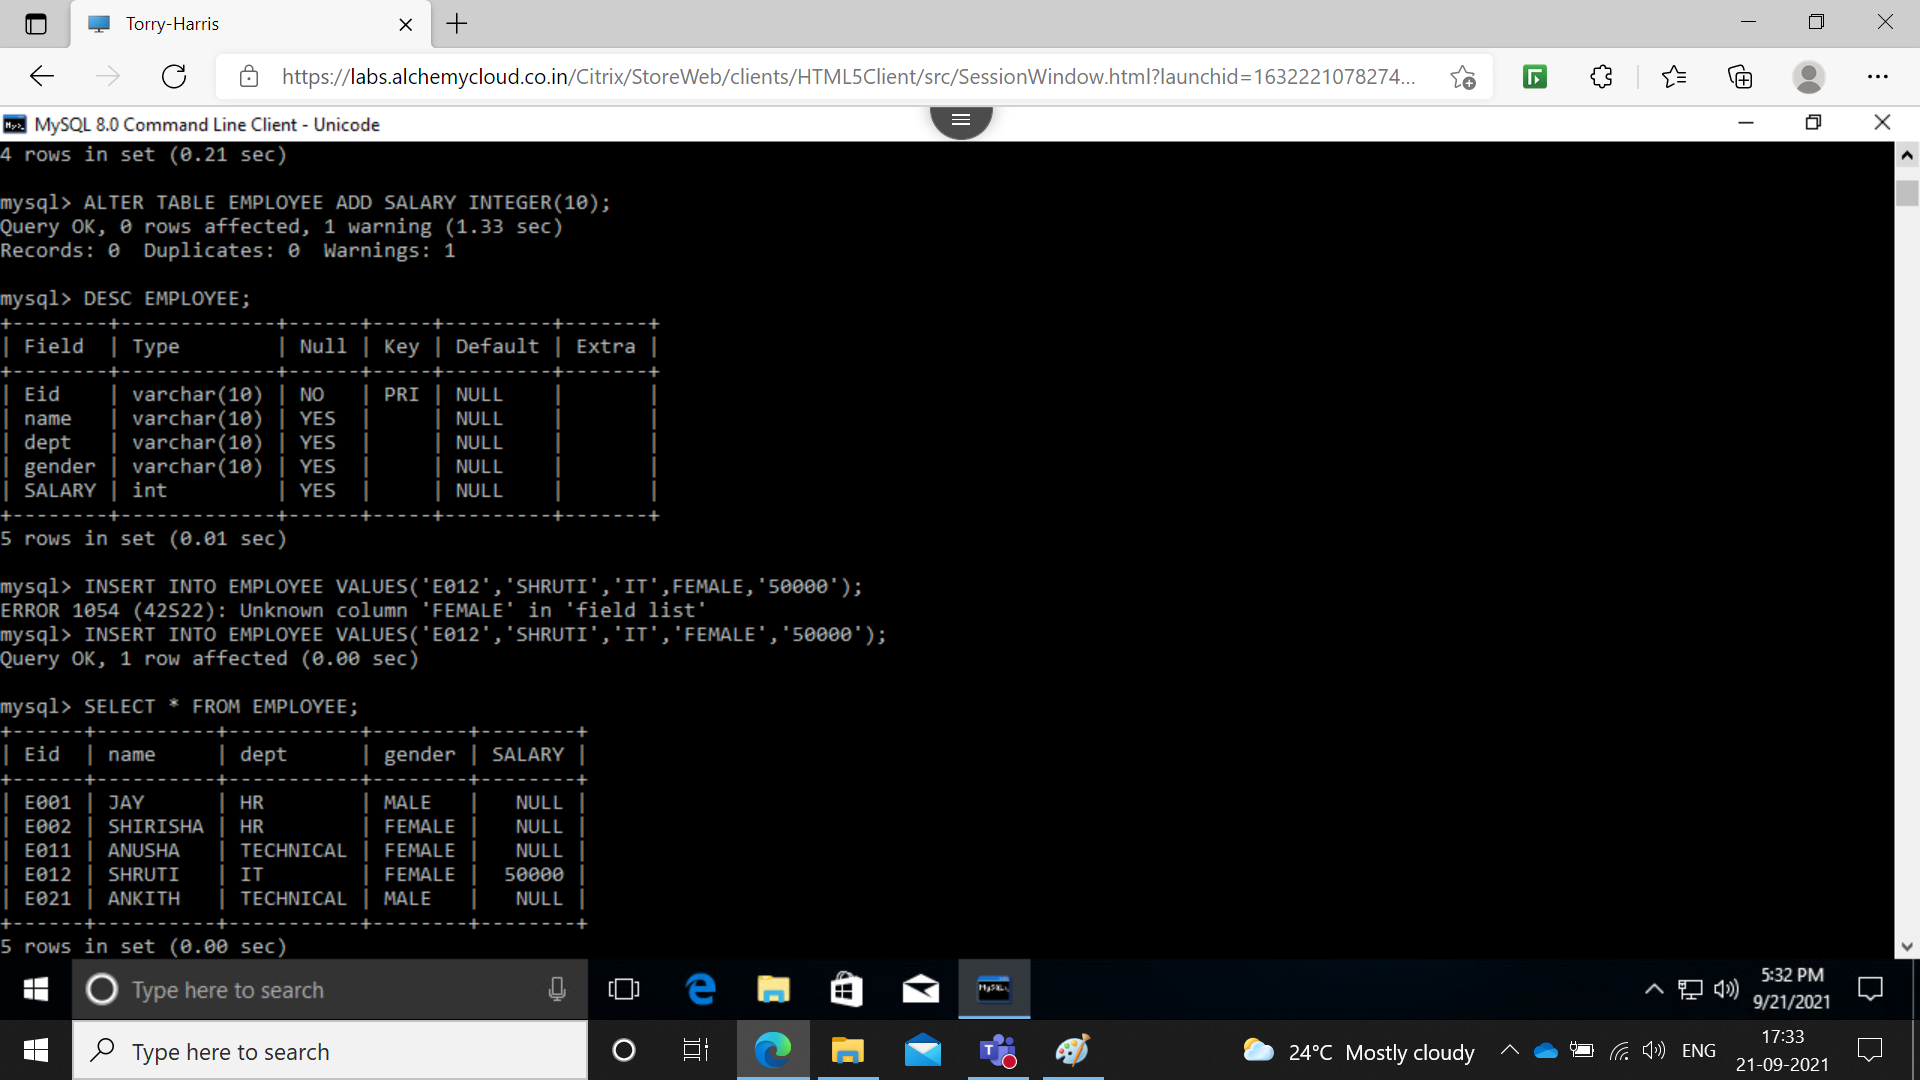 Torry-Harris
https://labs.alchemycloud.co.in/Citrix/StoreWeb/clients/HTML5Client/src/SessionWindow.html?launchid=1632221078274...
MySQL 8.0 Command Line Client - Unicode
4 rows in set (0.21 sec)
mysql> ALTER TABLE EMPLOYEE ADD SALARY INTEGER(10);
Query OK, 0 rows affected, 1 warning (1.33 sec)
Records: 0  Duplicates: 0  Warnings: 1
mysql> DESC EMPLOYEE;
+--------+-------------+------+-----+---------+-------+
| Field  | Type        | Null | Key | Default | Extra |
+--------+-------------+------+-----+---------+-------+
| Eid    | varchar(10) | NO   | PRI | NULL    |       |
| name   | varchar(10) | YES  |     | NULL    |       |
| dept   | varchar(10) | YES  |     | NULL    |       |
| gender | varchar(10) | YES  |     | NULL    |       |
| SALARY | int         | YES  |     | NULL    |       |
+--------+-------------+------+-----+---------+-------+
5 rows in set (0.01 sec)
mysql> INSERT INTO EMPLOYEE VALUES('E012','SHRUTI','IT',FEMALE,'50000');
ERROR 1054 (42S22): Unknown column 'FEMALE' in 'field list'
mysql> INSERT INTO EMPLOYEE VALUES('E012','SHRUTI','IT','FEMALE','50000');
Query OK, 1 row affected (0.00 sec)
mysql> SELECT * FROM EMPLOYEE;
+------+----------+-----------+--------+--------+
| Eid  | name     | dept      | gender | SALARY |
+------+----------+-----------+--------+--------+
| E001 | JAY      | HR        | MALE   |   NULL |
| E002 | SHIRISHA | HR        | FEMALE |   NULL |
| E011 | ANUSHA   | TECHNICAL | FEMALE |   NULL |
| E012 | SHRUTI   | IT        | FEMALE |  50000 |
| E021 | ANKITH   | TECHNICAL | MALE   |   NULL |
+------+----------+-----------+--------+--------+
5 rows in set (0.00 sec)
Type here to search
5:32 PM
9/21/2021
Type here to search
24°C Mostly cloudy
ENG
17:33
21-09-2021